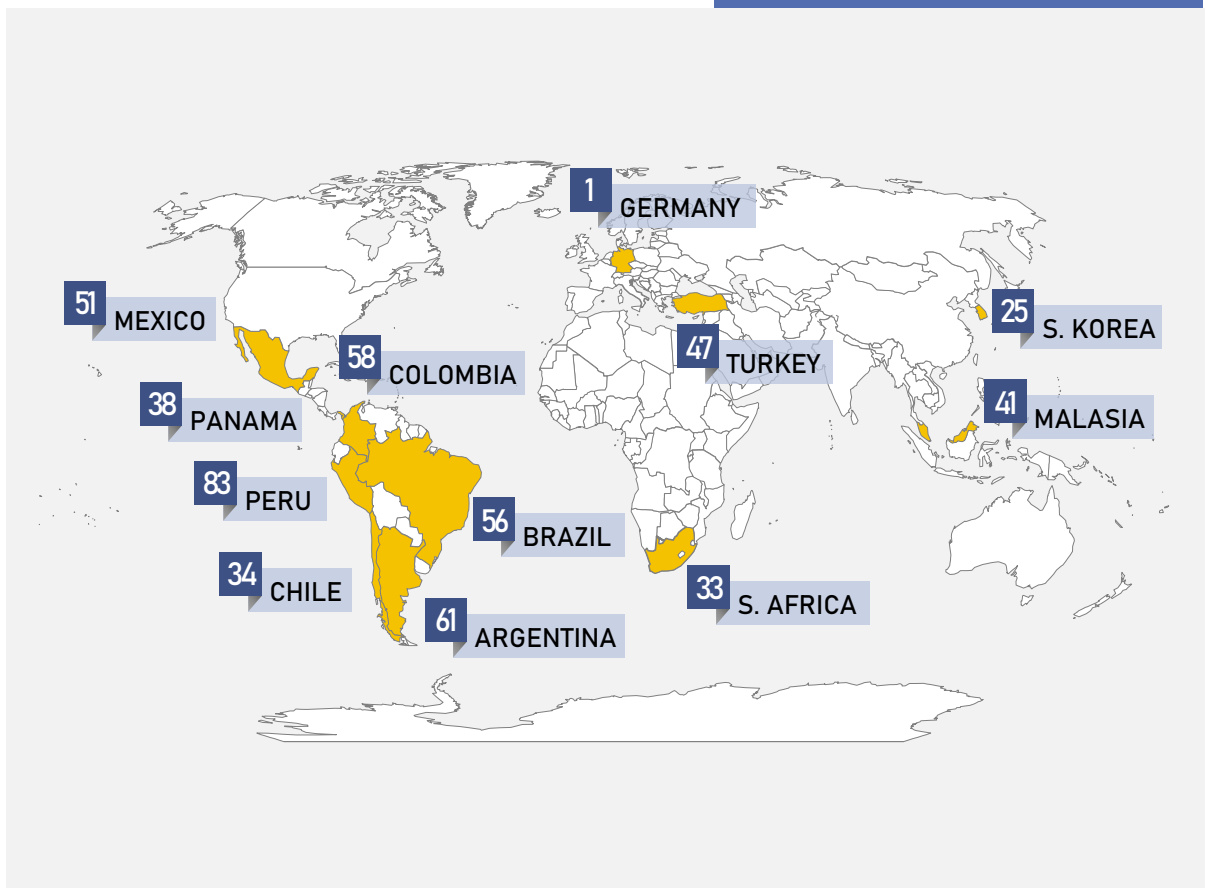 1
GERMANY
51
MEXICO
25
S. KOREA
58
COLOMBIA
47
TURKEY
38
PANAMA
41
MALASIA
83
PERU
56
BRAZIL
34
CHILE
33
S. AFRICA
61
ARGENTINA